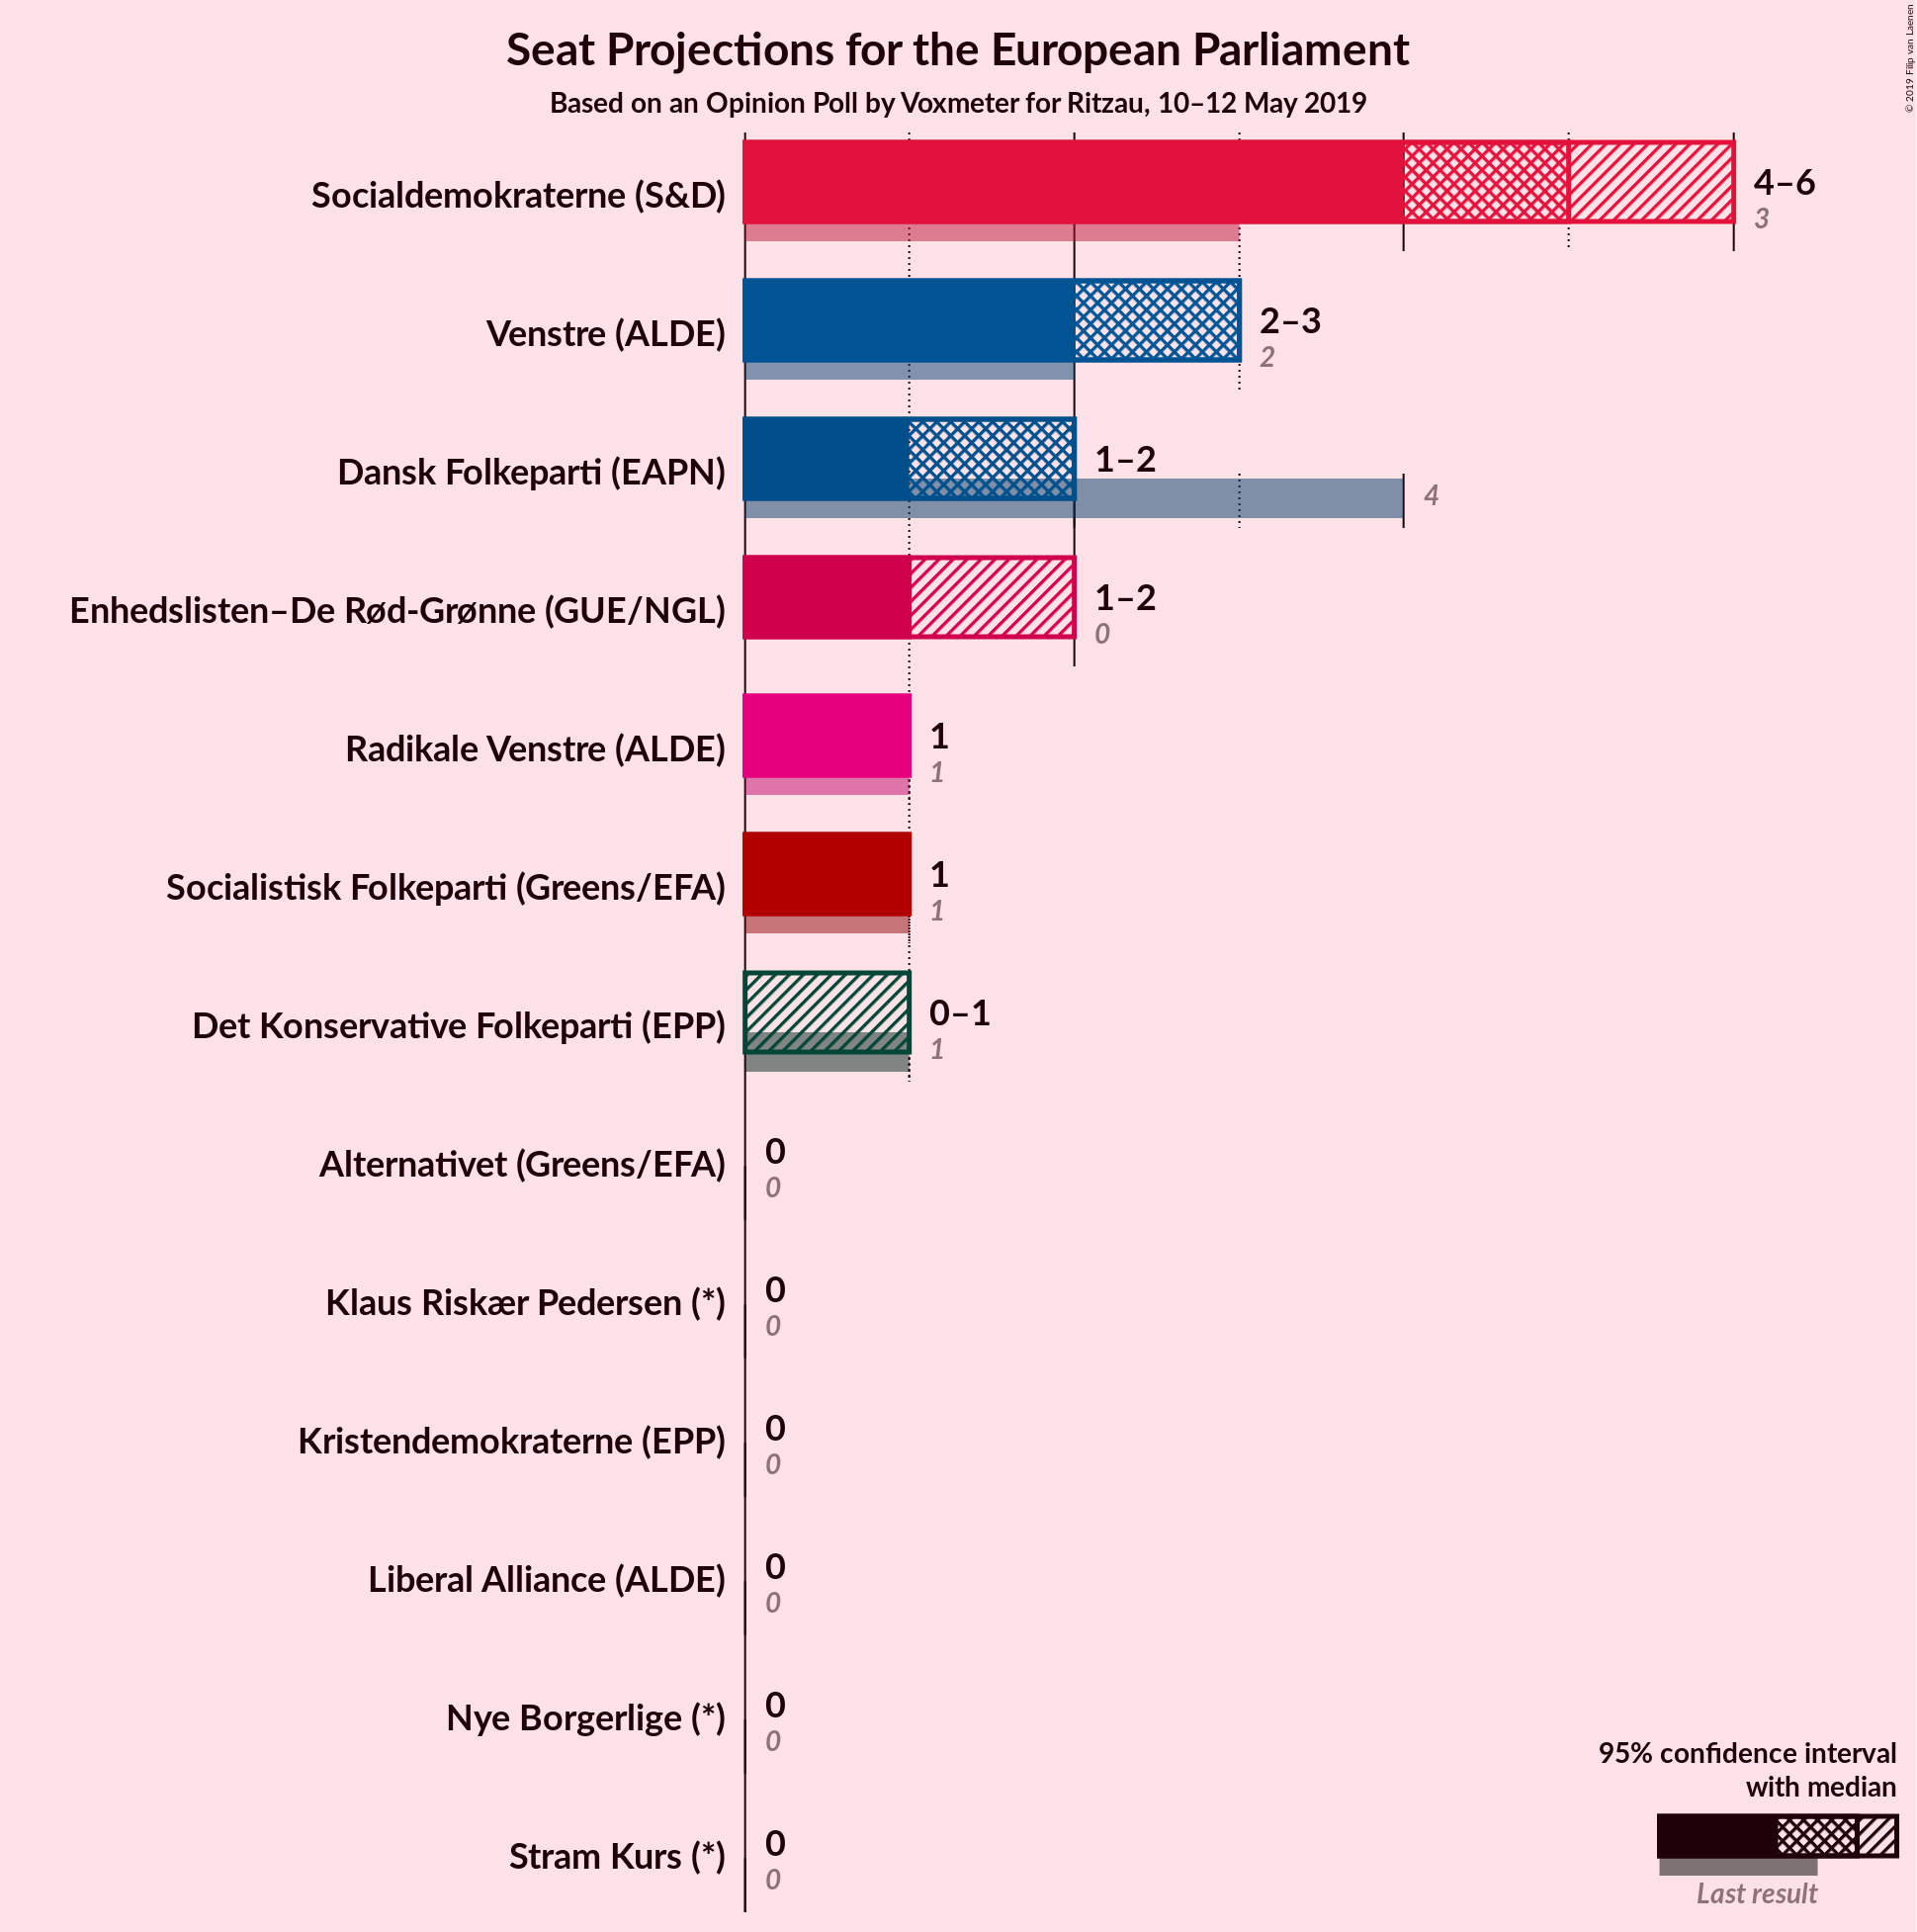 Seat Projections for the European Parliament
Based on an Opinion Poll by Voxmeter for Ritzau, 10–12 May 2019
© 2019 Filip van Laenen
Socialdemokraterne (S&D)
4–6
3
Venstre (ALDE)
2–3
2
Dansk Folkeparti (EAPN)
1–2
4
Enhedslisten–De Rød-Grønne (GUE/NGL)
1–2
0
Radikale Venstre (ALDE)
1
1
Socialistisk Folkeparti (Greens/EFA)
1
1
Det Konservative Folkeparti (EPP)
0–1
1
Alternativet (Greens/EFA)
0
0
Klaus Riskær Pedersen (*)
0
0
Kristendemokraterne (EPP)
0
0
Liberal Alliance (ALDE)
0
0
Nye Borgerlige (*)
0
0
Stram Kurs (*)
0
0
95% confidence interval
with median
Last result